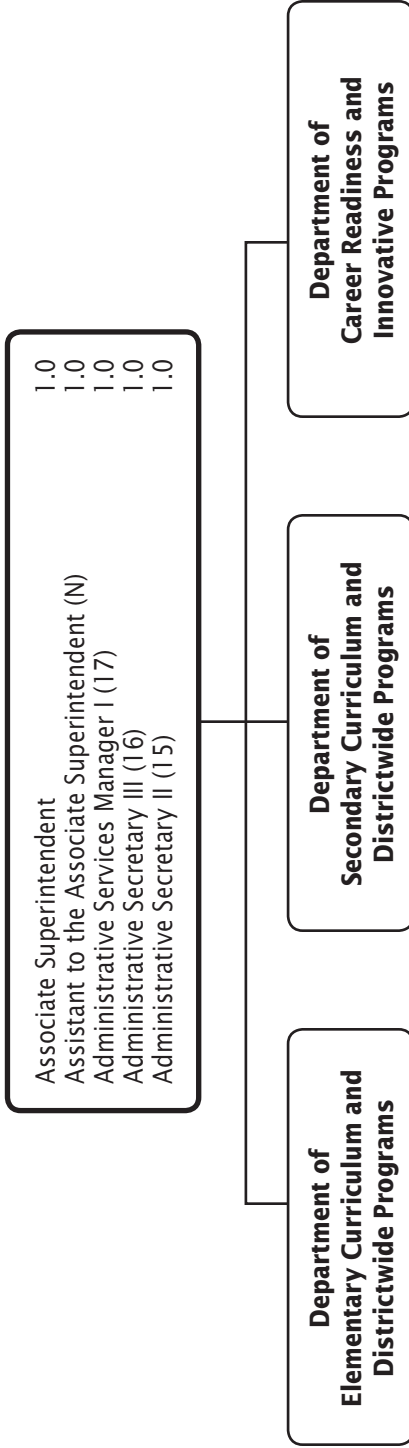 Associate Superintendent 1.0
Assistant to the Associate Superintendent (N) 1.0
Administrative Services Manager I (17) 1.0
Administrative Secretary III (16) 1.0
Administrative Secretary II (15) 1.0
Department of
Elementary Curriculum and
Districtwide Programs
Department of
Secondary Curriculum and
Districtwide Programs
Department of
Career Readiness and
Innovative Programs